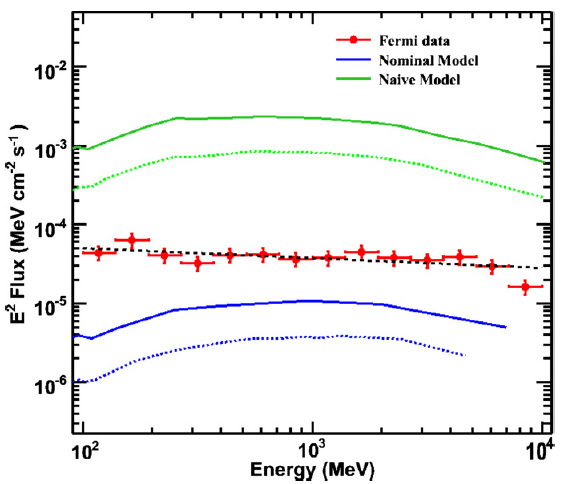 Fermi data
Nominal Model
Naive Model
E² Flux (MeV cm⁻² s⁻¹)
10⁻²
10⁻³
10⁻⁴
10⁻⁵
10⁻⁶
10² 10³ 10⁴
Energy (MeV)